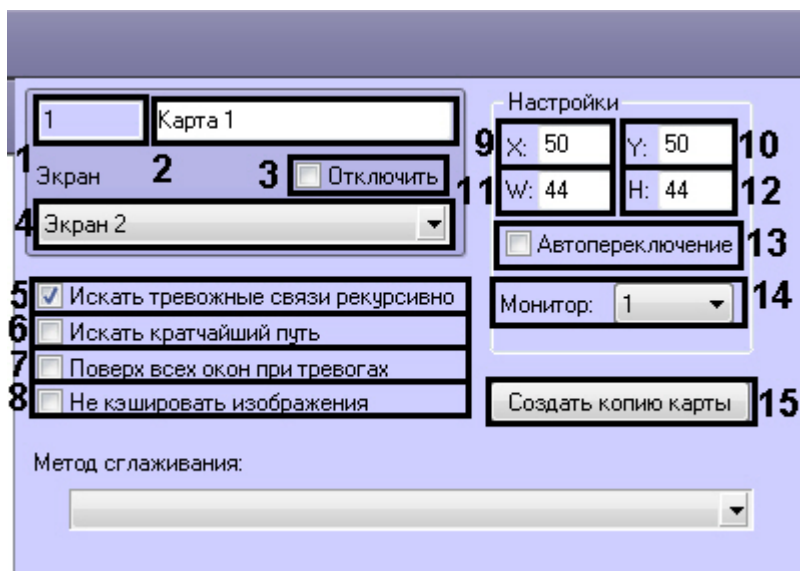 1 Карта 1
1 2
Экран
3 Отключить
4 Экран 2
5 Искать тревожные связи рекурсивно
6 Искать кратчайший путь
7 Поверх всех окон при тревогах
8 Не кэшировать изображения
Метод сглаживания:
Настройки
9 X: 50 Y: 50 10
11 W: 44 H: 44 12
Автопереключение 13
Монитор: 1 14
Создать копию карты 15